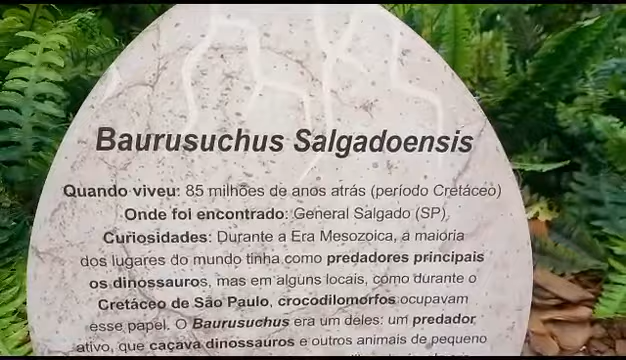 Baurusuchus Salgadoensis
Quando viveu: 85 milhões de anos atrás (período Cretáceo)
Onde foi encontrado: General Salgado (SP)
Curiosidades: Durante a Era Mesozoica, a maioria
dos lugares do mundo tinha como predadores principais
os dinossauros, mas em alguns locais, como durante o
Cretáceo de São Paulo, crocodilomorfos ocupavam
esse papel. O Baurusuchus era um deles: um predador
ativo, que caçava dinossauros e outros animais de pequeno